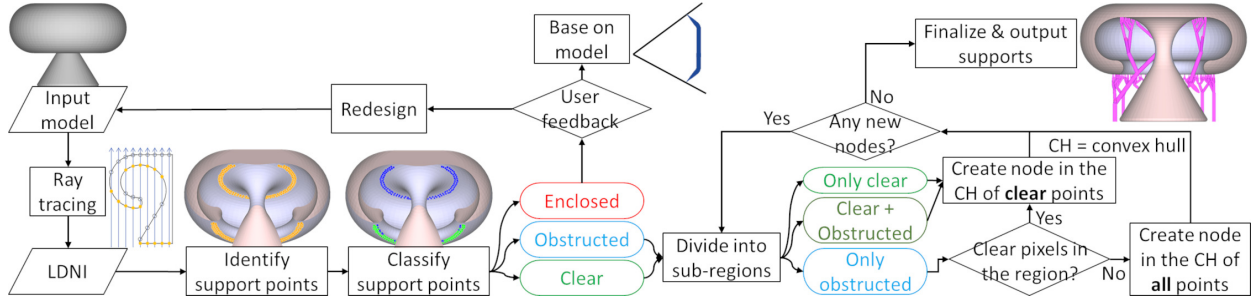 Input
model
Ray
tracing
LDNI
Identify
support points
Classify
support points
Enclosed
Obstructed
Clear
User
feedback
Redesign
Base on
model
Divide into
sub-regions
Only clear
Clear +
Obstructed
Only
obstructed
Clear pixels in
the region?
Yes
No
Create node in the
CH of clear points
Create node
in the CH of
all points
CH = convex hull
Any new
nodes?
Yes
No
Finalize & output
supports